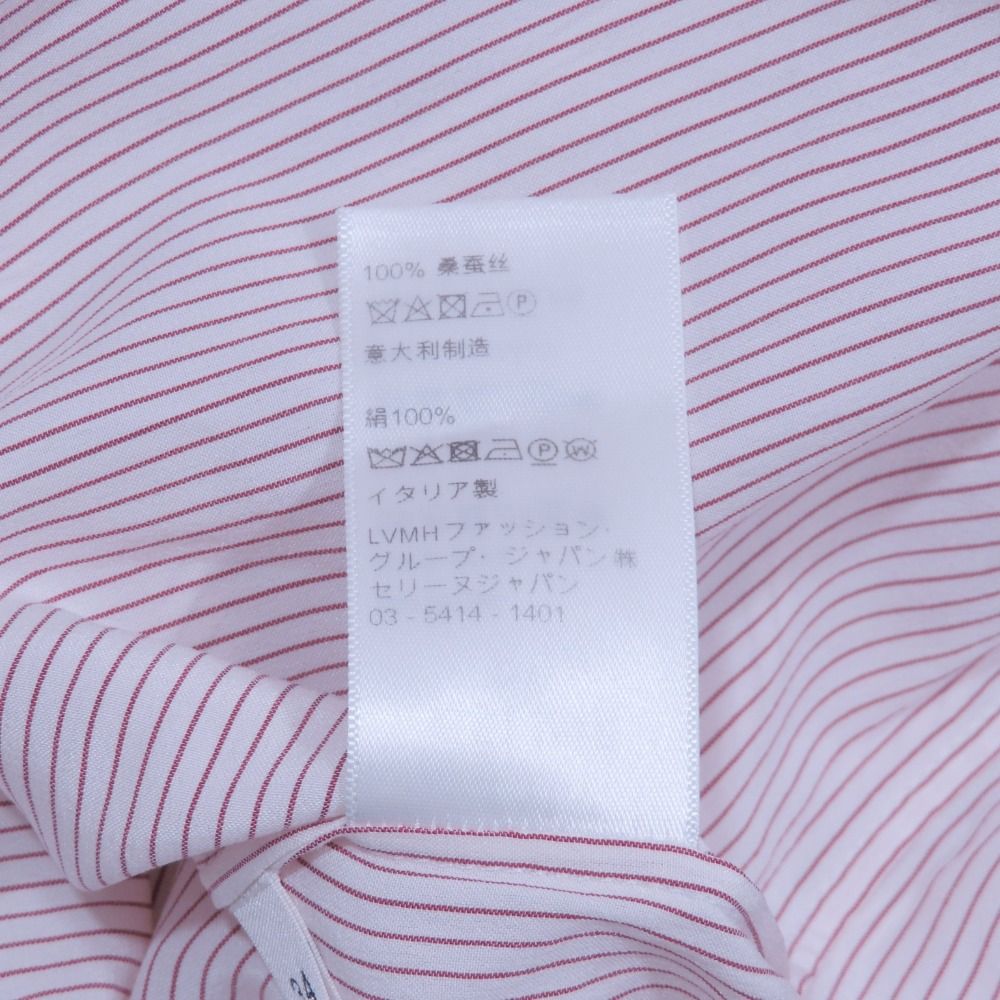 100% 桑蚕丝
P
意大利制造
絹100%
P W
イタリア製
LVMHファッション・
グループ・ジャパン㈱
セリーヌジャパン
03 - 5414 - 1401
34